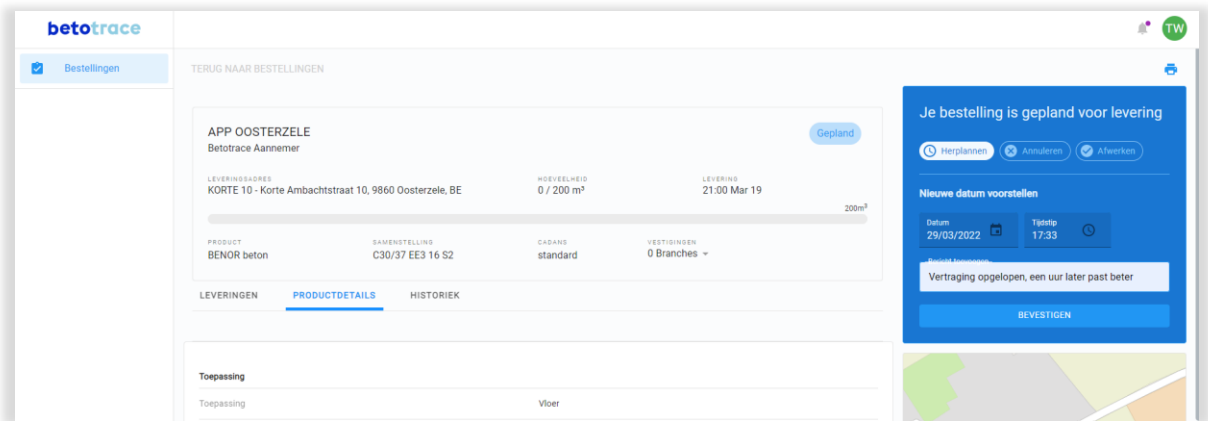 betotrace
TW
Bestellingen
TERUG NAAR BESTELLINGEN
APP OOSTERZELE
Gepland
Betotrace Aannemer
LEVERINGSADRES
KORTE 10 - Korte Ambachtstraat 10, 9860 Oosterzele, BE
HOEVEELHEID
0 / 200 m³
LEVERING
21:00 Mar 19
200m³
PRODUCT
BENOR beton
SAMENSTELLING
C30/37 EE3 16 S2
CADANS
standard
VESTIGINGEN
0 Branches
LEVERINGEN PRODUCTDETAILS HISTORIEK
Toepassing
Toepassing Vloer
Je bestelling is gepland voor levering
Herplannen Annuleren Afwerken
Nieuwe datum voorstellen
Datum
29/03/2022
Tijdstip
17:33
Bericht toevoegen
Vertraging opgelopen, een uur later past beter
BEVESTIGEN